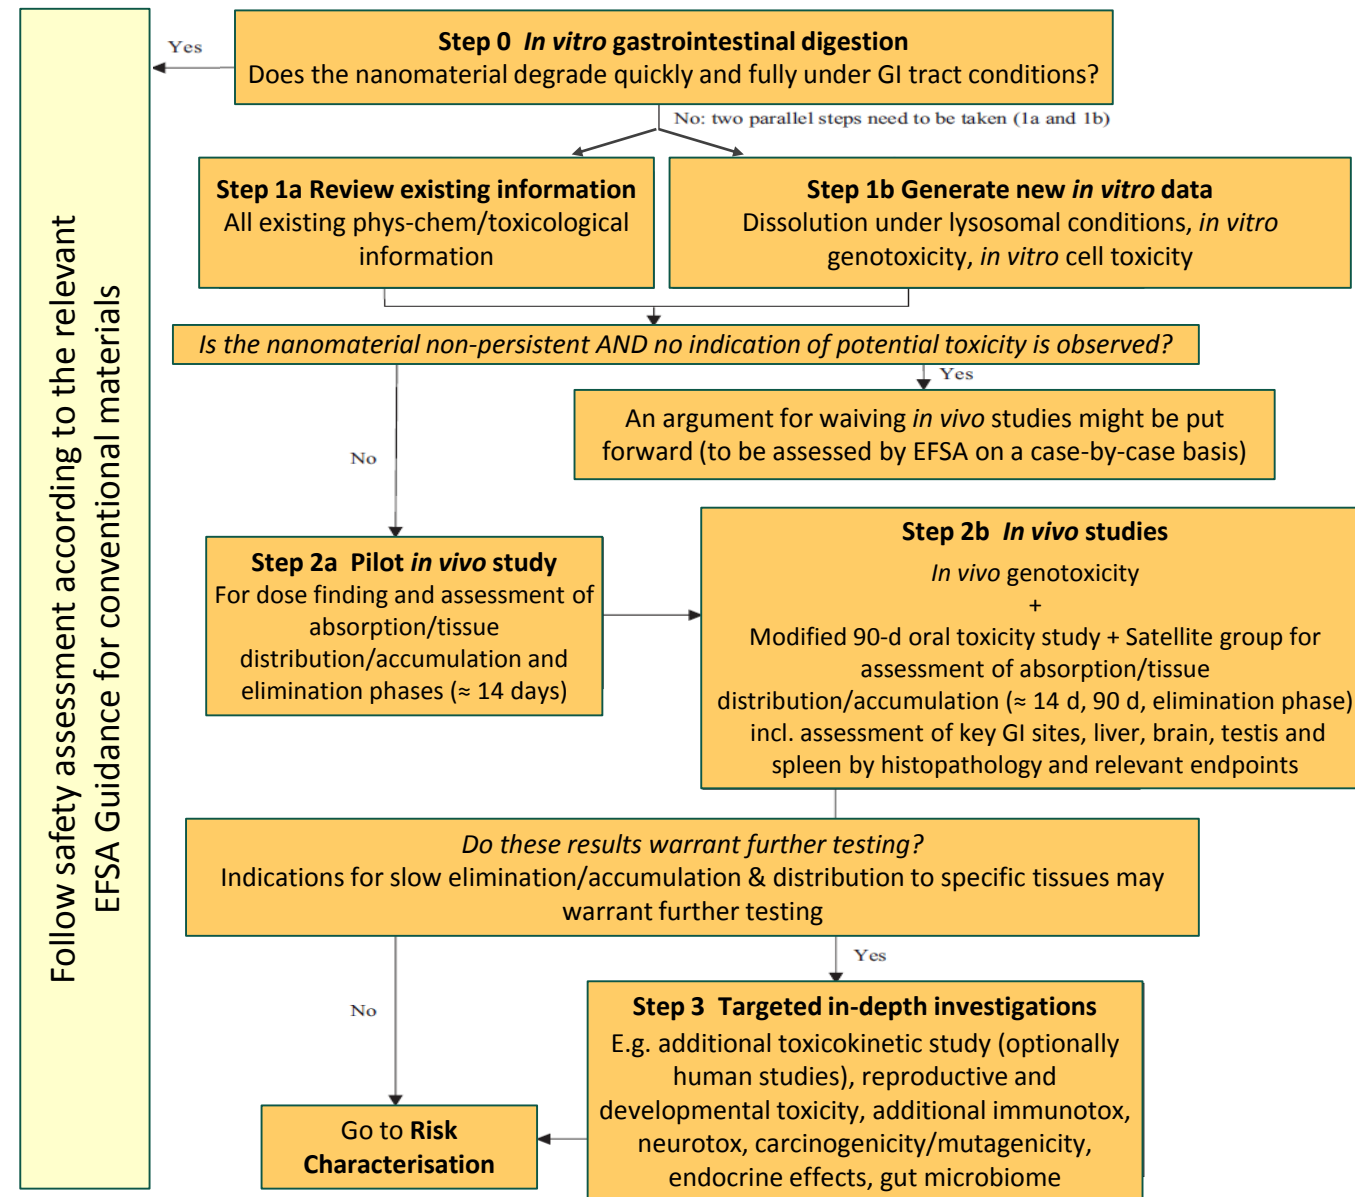 Follow safety assessment according to the relevant
EFSA Guidance for conventional materials
Yes
Step 0 In vitro gastrointestinal digestion
Does the nanomaterial degrade quickly and fully under GI tract conditions?
No: two parallel steps need to be taken (1a and 1b)
Step 1a Review existing information
All existing phys-chem/toxicological
information
Step 1b Generate new in vitro data
Dissolution under lysosomal conditions, in vitro
genotoxicity, in vitro cell toxicity
Is the nanomaterial non-persistent AND no indication of potential toxicity is observed?
Yes
An argument for waiving in vivo studies might be put
forward (to be assessed by EFSA on a case-by-case basis)
No
Step 2a Pilot in vivo study
For dose finding and assessment of
absorption/tissue
distribution/accumulation and
elimination phases (≈ 14 days)
Step 2b In vivo studies
In vivo genotoxicity
+
Modified 90-d oral toxicity study + Satellite group for
assessment of absorption/tissue
distribution/accumulation (≈ 14 d, 90 d, elimination phase)
incl. assessment of key GI sites, liver, brain, testis and
spleen by histopathology and relevant endpoints
Do these results warrant further testing?
Indications for slow elimination/accumulation & distribution to specific tissues may
warrant further testing
Yes
No
Step 3 Targeted in-depth investigations
E.g. additional toxicokinetic study (optionally
human studies), reproductive and
developmental toxicity, additional immunotox,
neurotox, carcinogenicity/mutagenicity,
endocrine effects, gut microbiome
Go to Risk
Characterisation